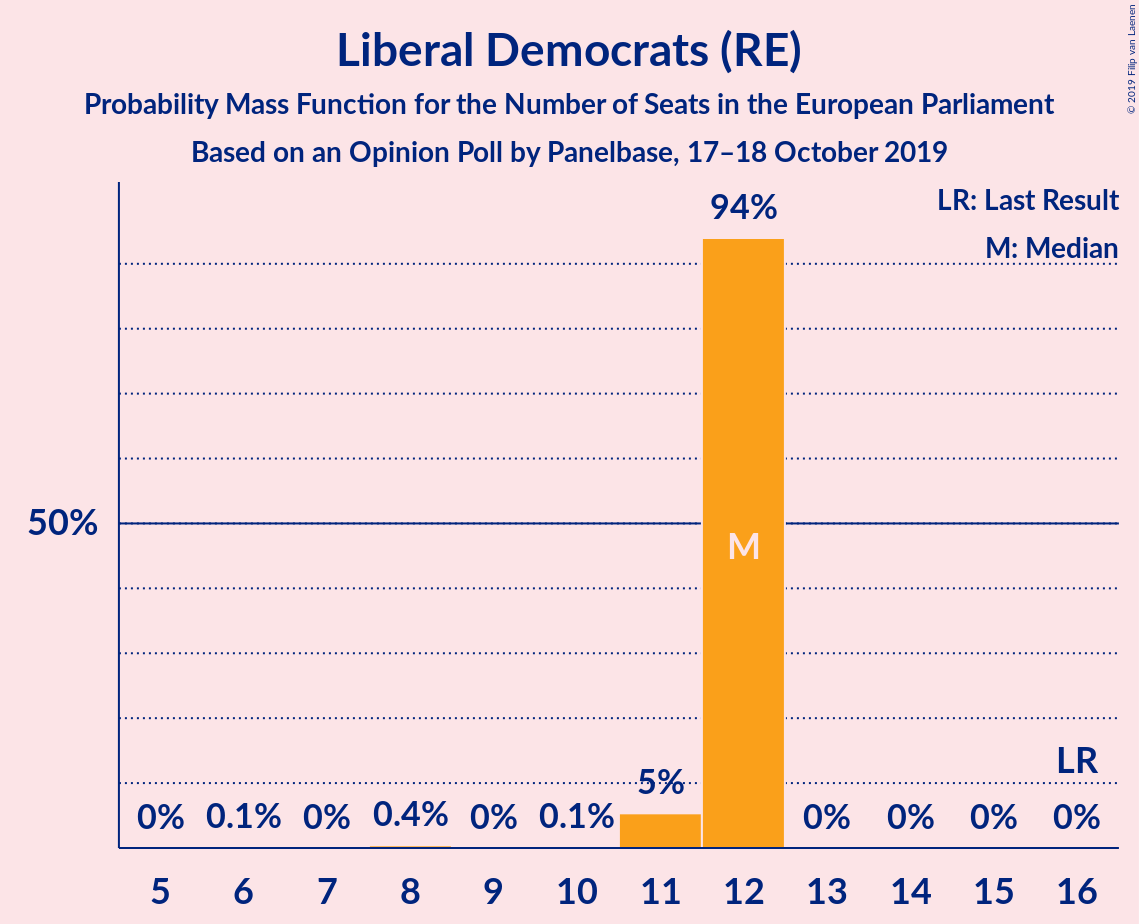 Liberal Democrats (RE)
Probability Mass Function for the Number of Seats in the European Parliament
Based on an Opinion Poll by Panelbase, 17–18 October 2019
© 2019 Filip van Laenen
LR: Last Result
M: Median
94%
50%
M
LR
5%
0% 0.1% 0% 0.4% 0% 0.1% 0% 0% 0% 0%
5 6 7 8 9 10 11 12 13 14 15 16